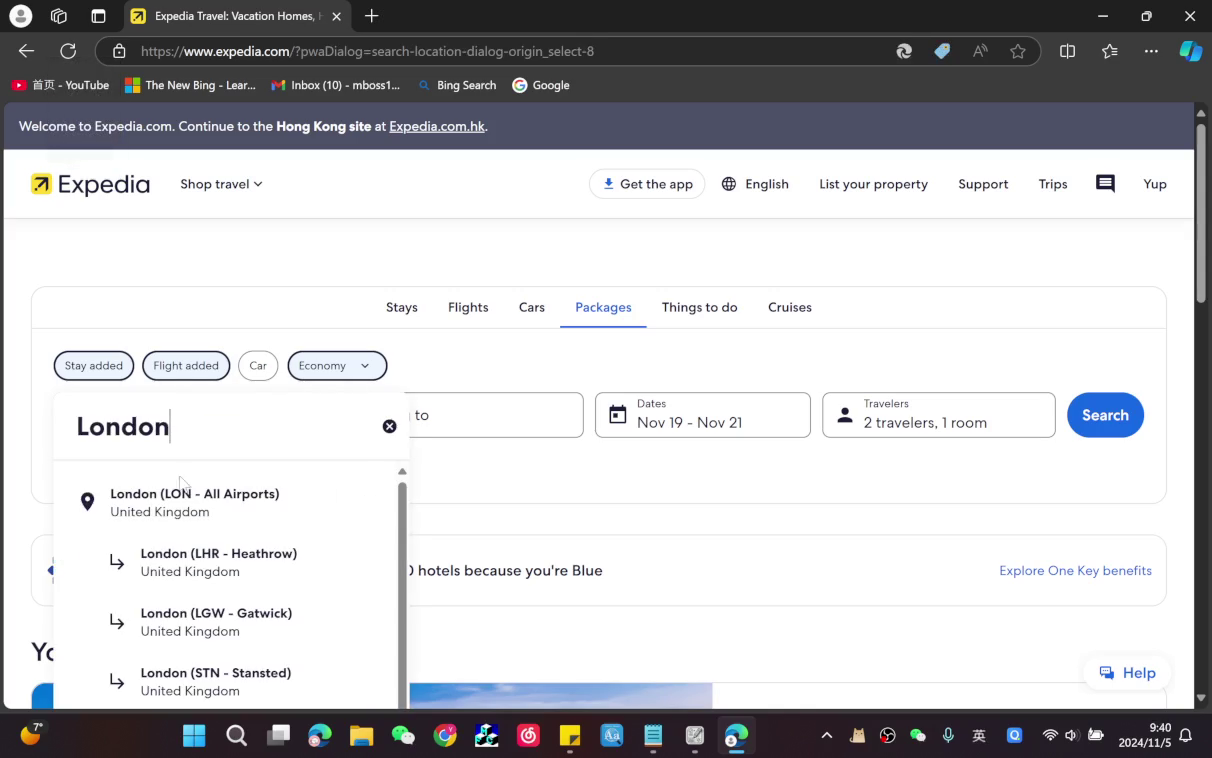 Expedia Travel: Vacation Homes, H
https://www.expedia.com/?pwaDialog=search-location-dialog-origin_select-8
首页 - YouTube
The New Bing - Lear...
Inbox (10) - mboss1...
Bing Search
Google
Welcome to Expedia.com. Continue to the Hong Kong site at Expedia.com.hk.
Expedia
Shop travel
Get the app
English
List your property
Support
Trips
Yup
Stays
Flights
Cars
Packages
Things to do
Cruises
Stay added
Flight added
Car
Economy
London
to
Dates
Nov 19 - Nov 21
Travelers
2 travelers, 1 room
Search
London (LON - All Airports)
United Kingdom
London (LHR - Heathrow)
United Kingdom
London (LGW - Gatwick)
United Kingdom
London (STN - Stansted)
United Kingdom
hotels because you're Blue
Explore One Key benefits
Help
7°
英
9:40
2024/11/5